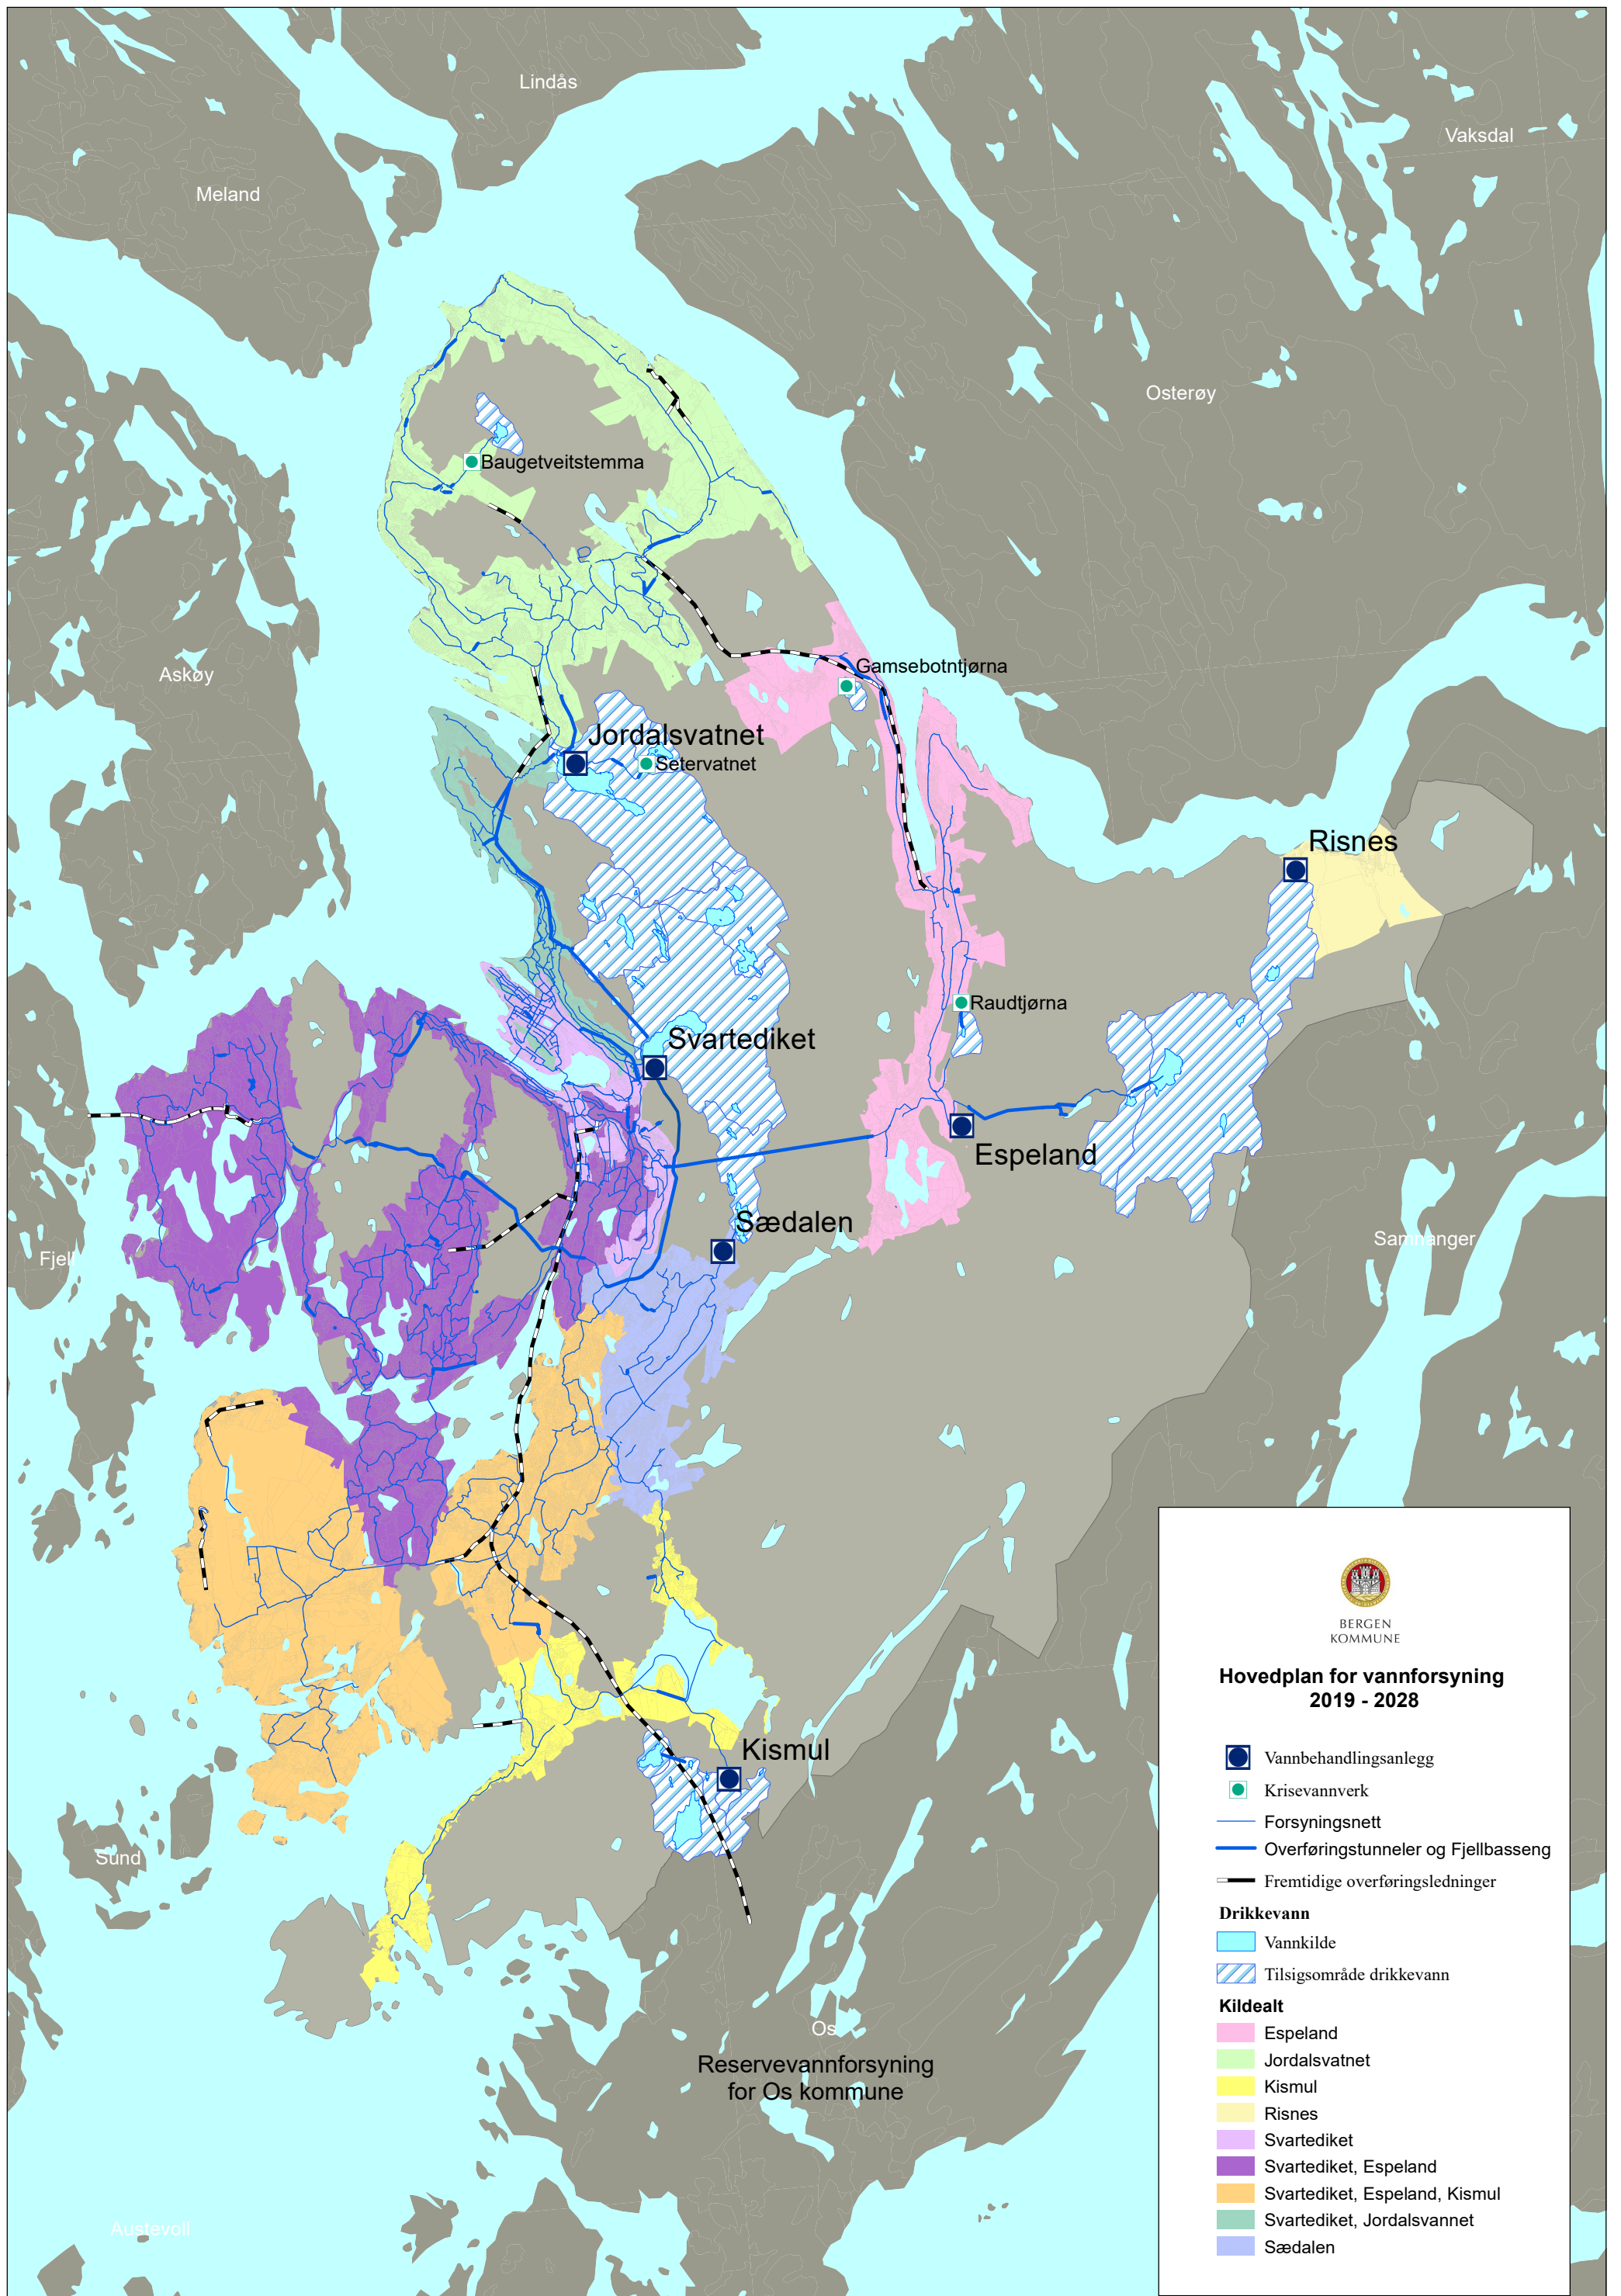 Lindås
Vaksdal
Meland
Osterøy
Baugetveitstemma
Askøy
Gamsebotntjørna
Jordalsvatnet
Setervatnet
Risnes
Raudtjørna
Svartediket
Espeland
Sædalen
Samnanger
Fjell
Kismul
Sund
Os
Reservevannforsyning
for Os kommune
Austevoll
BERGEN
KOMMUNE
Hovedplan for vannforsyning
2019 - 2028
Vannbehandlingsanlegg
Krisevannverk
Forsyningsnett
Overføringstunneler og Fjellbasseng
Fremtidige overføringsledninger
Drikkevann
Vannkilde
Tilsigsområde drikkevann
Kildealt
Espeland
Jordalsvatnet
Kismul
Risnes
Svartediket
Svartediket, Espeland
Svartediket, Espeland, Kismul
Svartediket, Jordalsvannet
Sædalen